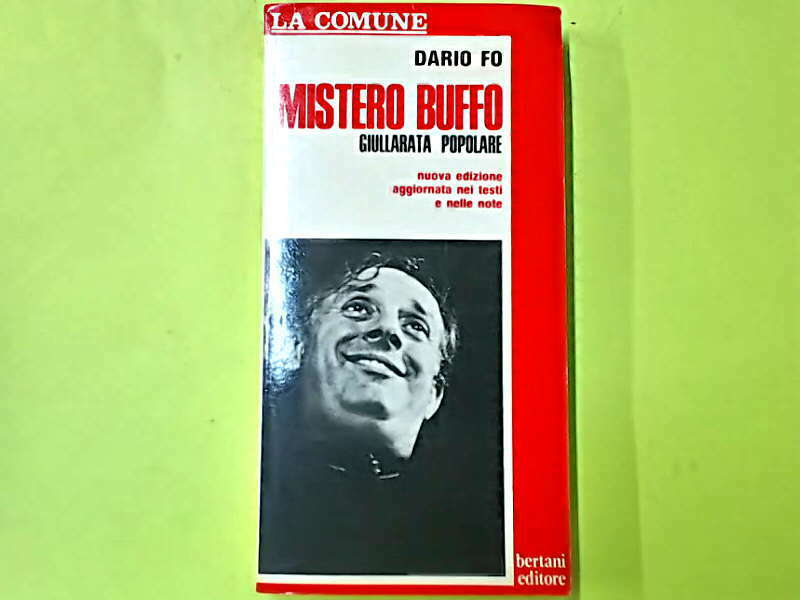 LA COMUNE
DARIO FO
MISTERO BUFFO
GIULLARATA POPOLARE
nuova edizione
aggiornata nei testi
e nelle note
bertani
editore